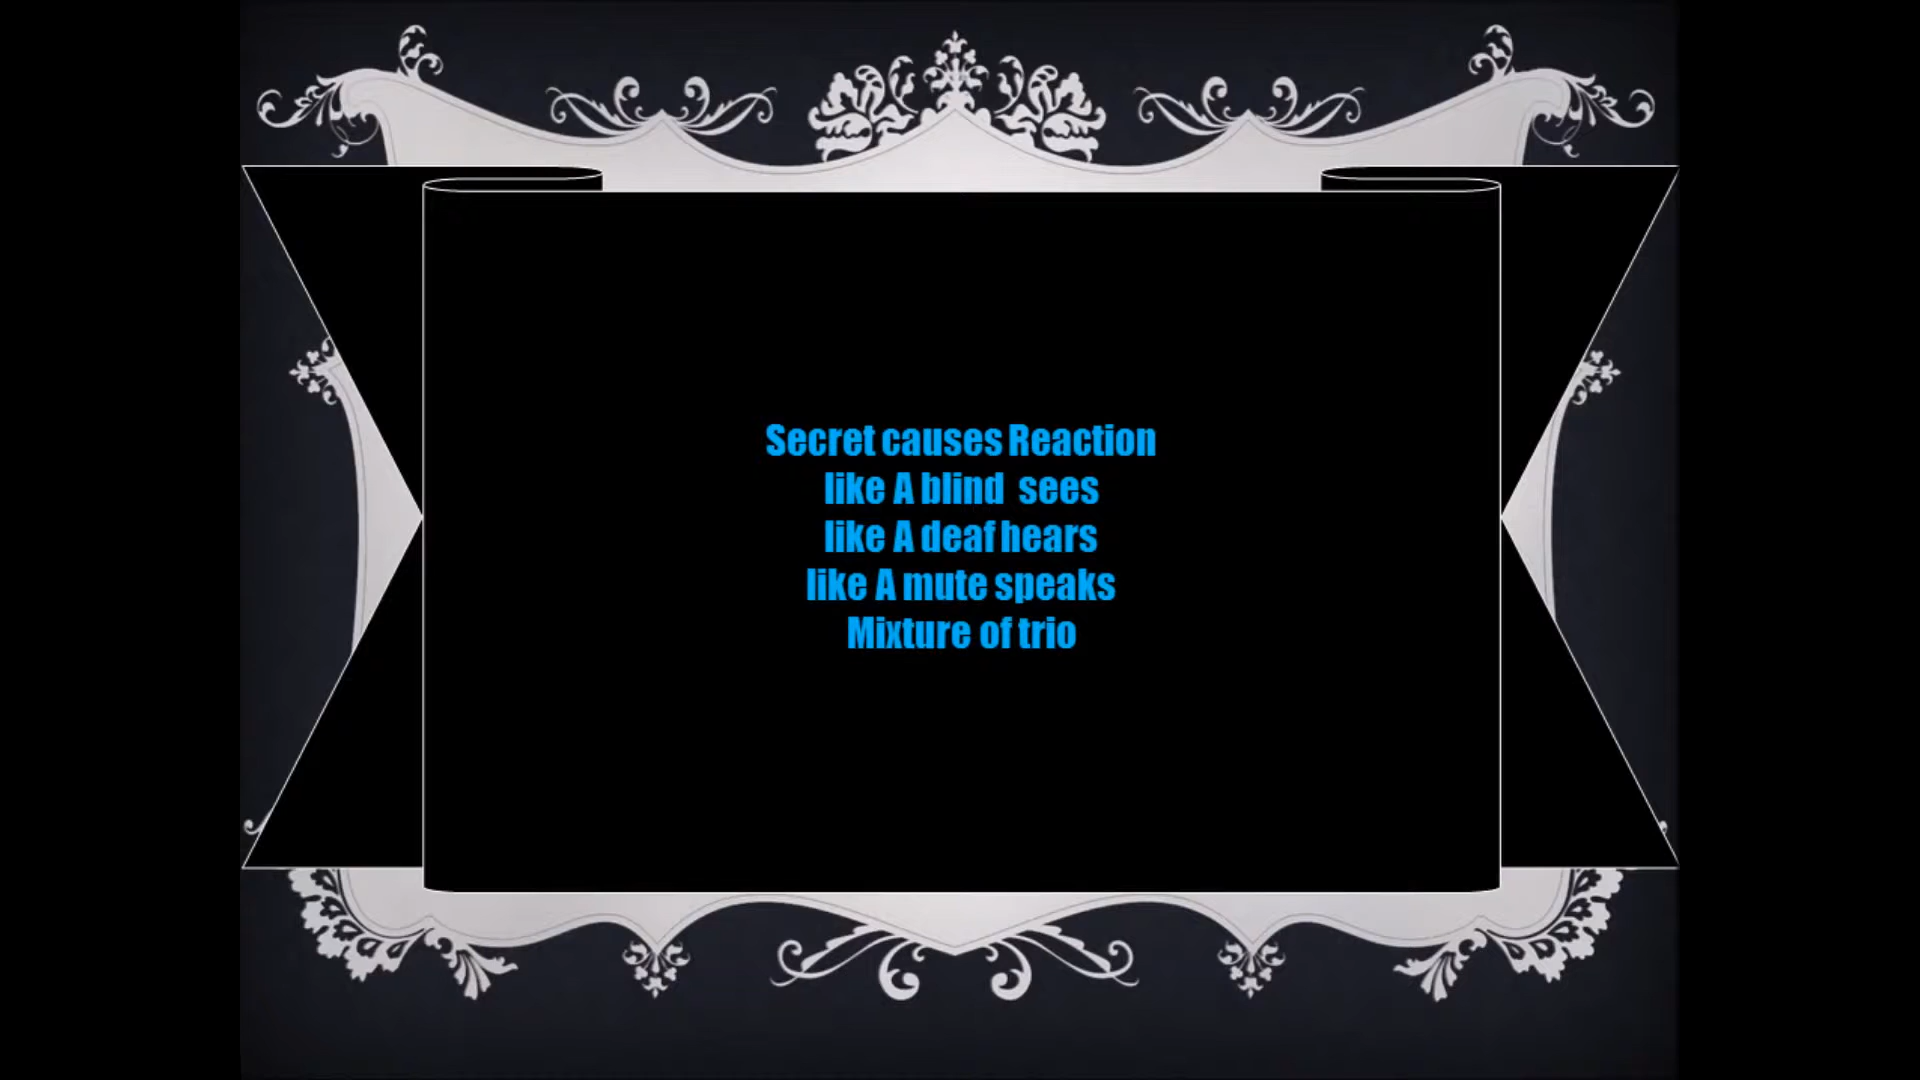 Secret causes Reaction
like A blind  sees
like A deaf hears
like A mute speaks
Mixture of trio